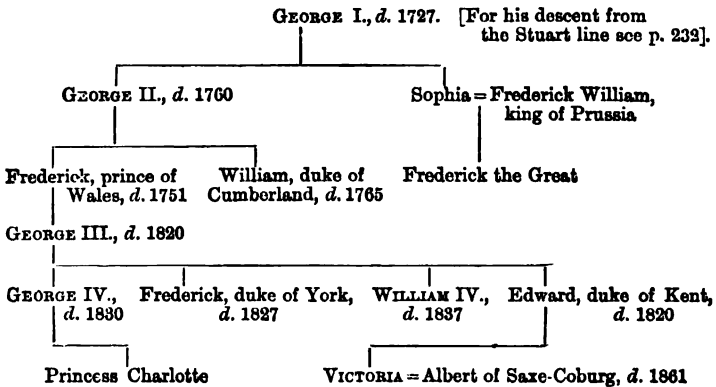 GEORGE I., d. 1727. [For his descent from
the Stuart line see p. 232].
GEORGE II., d. 1760
Sophia = Frederick William,
king of Prussia
Frederick, prince of
Wales, d. 1751
William, duke of
Cumberland, d. 1765
Frederick the Great
GEORGE III., d. 1820
GEORGE IV.,
d. 1830
Frederick, duke of York,
d. 1827
WILLIAM IV.,
d. 1837
Edward, duke of Kent,
d. 1820
Princess Charlotte
VICTORIA = Albert of Saxe-Coburg, d. 1861